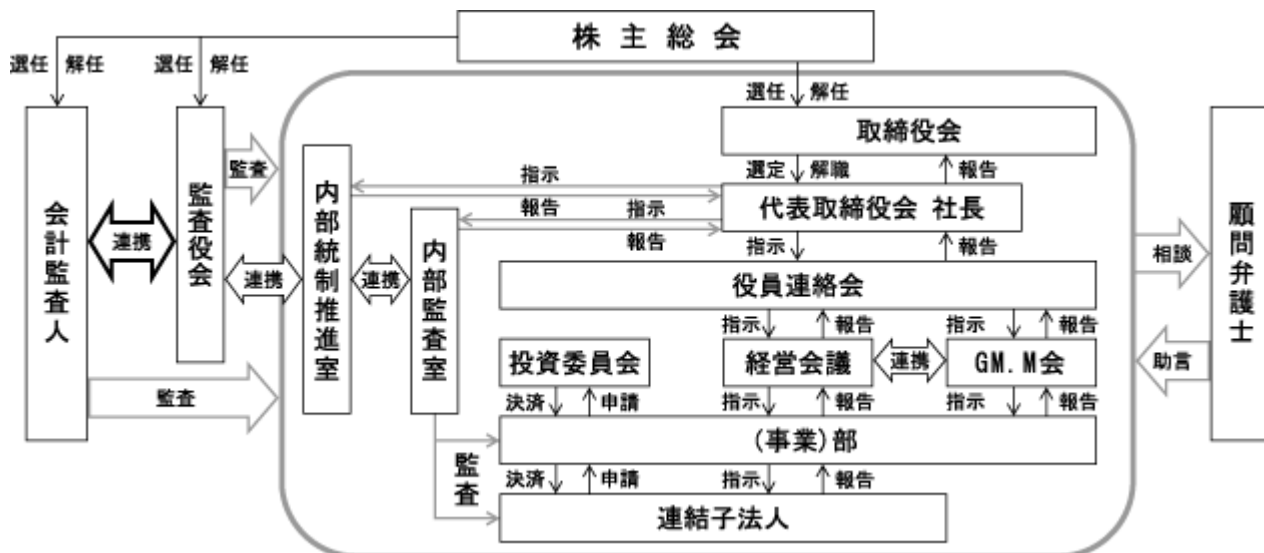 株主総会
選任 解任
選任 解任
選任 解任
取締役会
監査
選定 解職
報告
指示
代表取締役会 社長
報告
指示
報告
指示
報告
会計監査人
連携
監査役会
連携
内部統制推進室
連携
内部監査室
役員連絡会
相談
顧問弁護士
助言
指示
報告
指示
報告
投資委員会
経営会議
連携
GM.M会
監査
決済
申請
指示
報告
指示
報告
(事業)部
監査
決済
申請
指示
報告
連結子法人